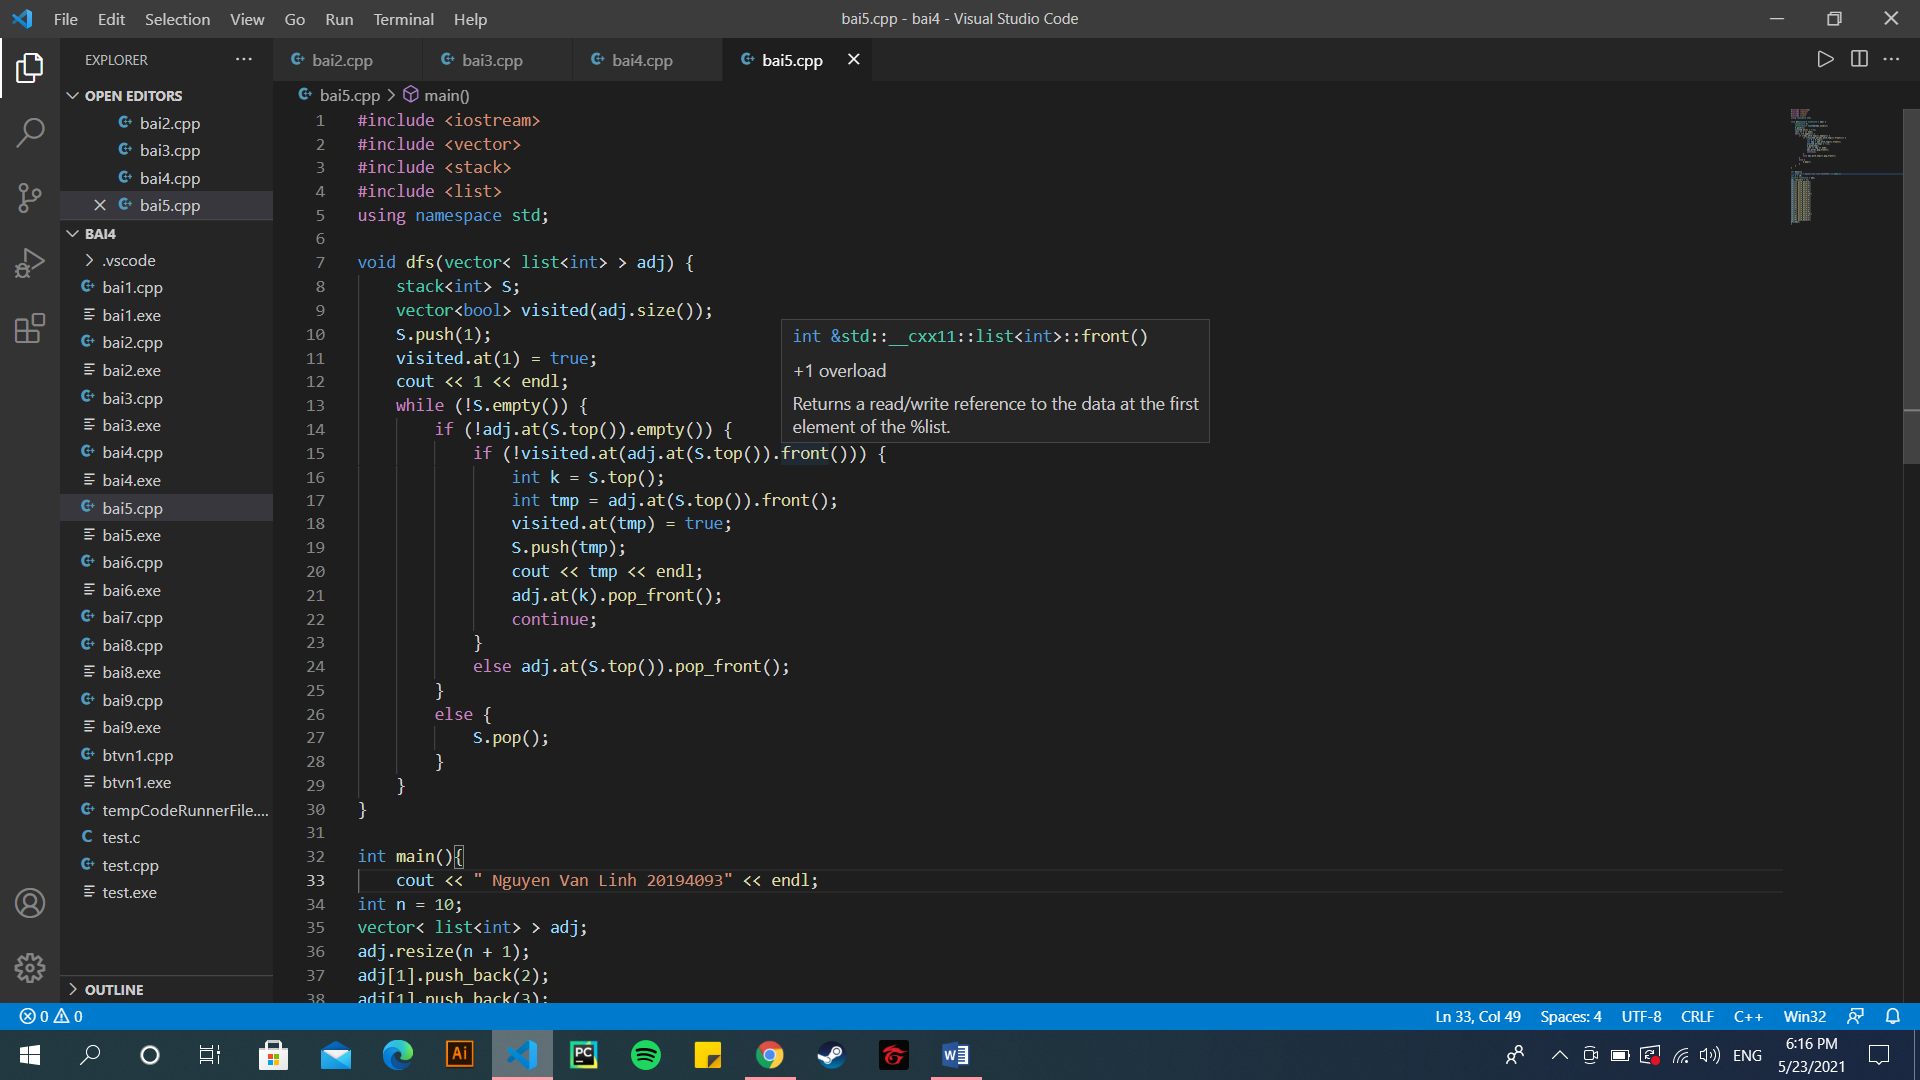 File Edit Selection View Go Run Terminal Help
bai5.cpp - bai4 - Visual Studio Code
EXPLORER
bai2.cpp
bai3.cpp
bai4.cpp
bai5.cpp
OPEN EDITORS
bai2.cpp
bai3.cpp
bai4.cpp
bai5.cpp
BAI4
.vscode
bai1.cpp
bai1.exe
bai2.cpp
bai2.exe
bai3.cpp
bai3.exe
bai4.cpp
bai4.exe
bai5.cpp
bai5.exe
bai6.cpp
bai6.exe
bai7.cpp
bai8.cpp
bai8.exe
bai9.cpp
bai9.exe
btvn1.cpp
btvn1.exe
tempCodeRunnerFile....
test.c
test.cpp
test.exe
OUTLINE
bai5.cpp > main()
1 #include <iostream>
2 #include <vector>
3 #include <stack>
4 #include <list>
5 using namespace std;
6
7 void dfs(vector< list<int> > adj) {
8 stack<int> S;
9 vector<bool> visited(adj.size());
10 S.push(1);
11 visited.at(1) = true;
12 cout << 1 << endl;
13 while (!S.empty()) {
14 if (!adj.at(S.top()).empty()) {
15 if (!visited.at(adj.at(S.top()).front())) {
16 int k = S.top();
17 int tmp = adj.at(S.top()).front();
18 visited.at(tmp) = true;
19 S.push(tmp);
20 cout << tmp << endl;
21 adj.at(k).pop_front();
22 continue;
23 }
24 else adj.at(S.top()).pop_front();
25 }
26 else {
27 S.pop();
28 }
29 }
30 }
31
32 int main(){
33 cout << " Nguyen Van Linh 20194093" << endl;
34 int n = 10;
35 vector< list<int> > adj;
36 adj.resize(n + 1);
37 adj[1].push_back(2);
38 adj[1].push_back(3);
int &std::__cxx11::list<int>::front()
+1 overload
Returns a read/write reference to the data at the first
element of the %list.
0 0
Ln 33, Col 49 Spaces: 4 UTF-8 CRLF C++ Win32
Ai
PC
W
ENG
6:16 PM
5/23/2021